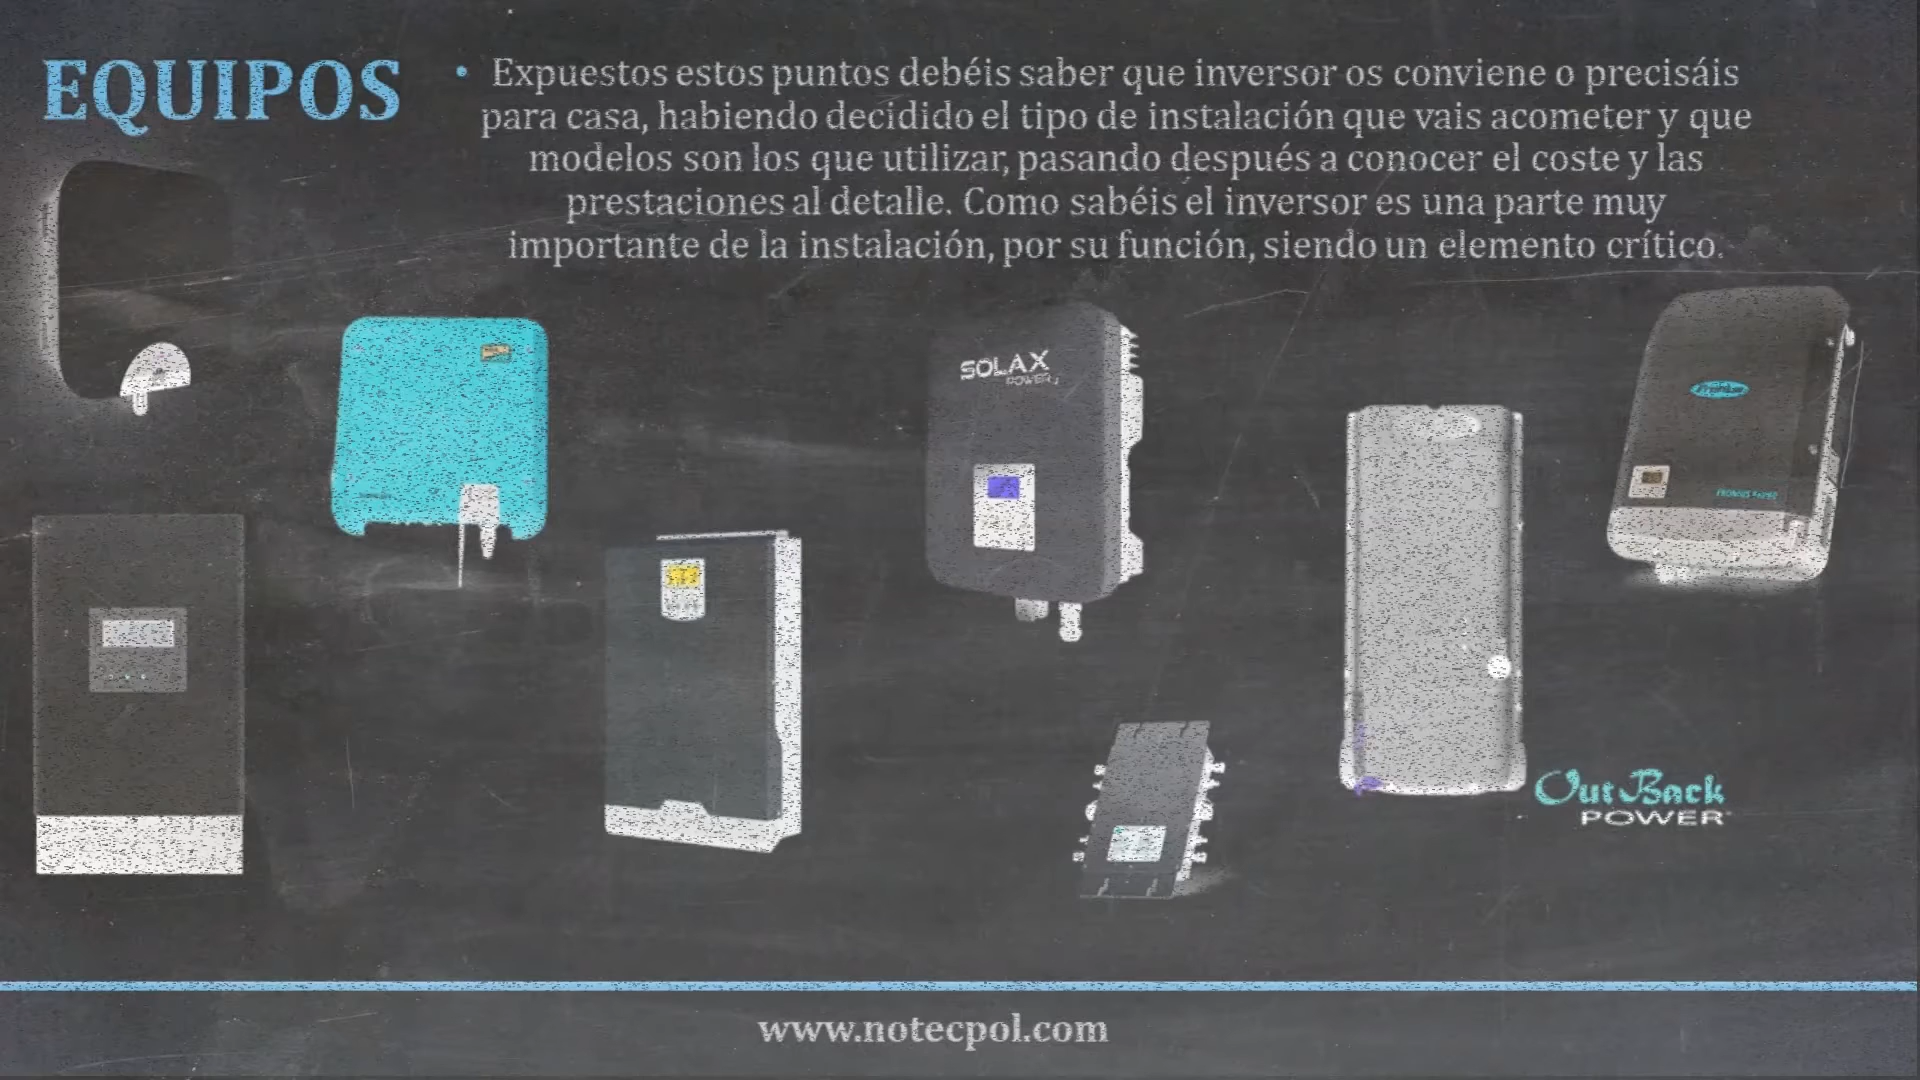 EQUIPOS
• Expuestos estos puntos debéis saber que inversor os conviene o precisáis
para casa, habiendo decidido el tipo de instalación que vais acometer y que
modelos son los que utilizar, pasando después a conocer el coste y las
prestaciones al detalle. Como sabéis el inversor es una parte muy
importante de la instalación, por su función, siendo un elemento crítico.
SOLAX
POWER
OutBack
POWER
www.notecpol.com